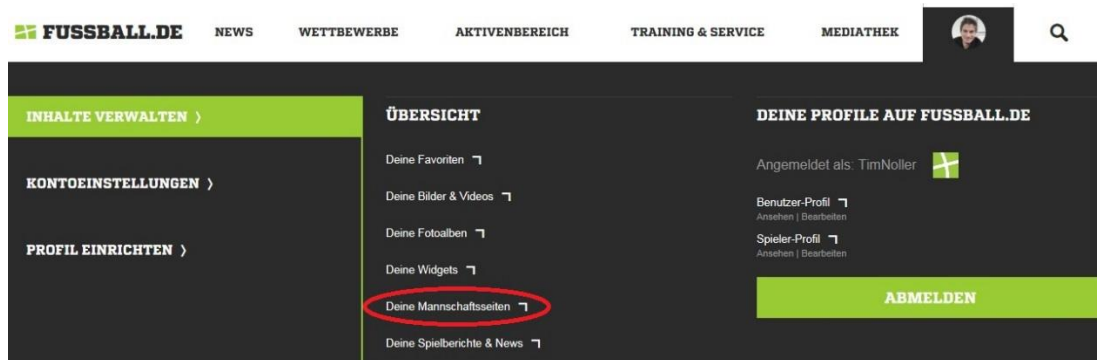 FUSSBALL.DE NEWS WETTBEWERBE AKTIVENBEREICH TRAINING & SERVICE MEDIATHEK
INHALTE VERWALTEN
KONTOEINSTELLUNGEN
PROFIL EINRICHTEN
ÜBERSICHT
Deine Favoriten
Deine Bilder & Videos
Deine Fotoalben
Deine Widgets
Deine Mannschaftsseiten
Deine Spielberichte & News
DEINE PROFILE AUF FUSSBALL.DE
Angemeldet als: TimNoller
Benutzer-Profil
Ansehen | Bearbeiten
Spieler-Profil
Ansehen | Bearbeiten
ABMELDEN